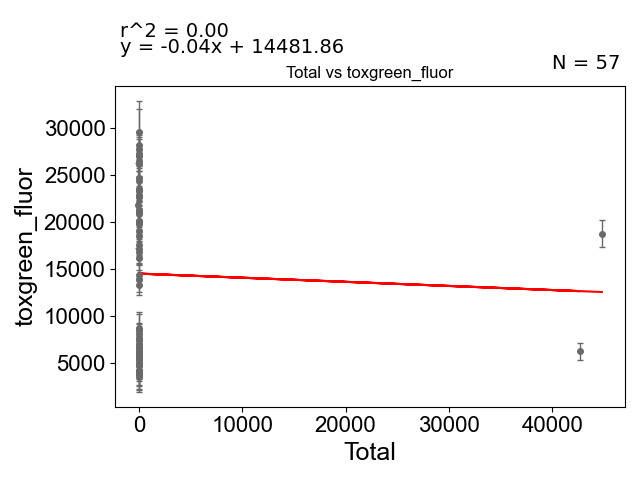 r^2 = 0.00
y = -0.04x + 14481.86
N = 57
Total vs toxgreen_fluor
30000
25000
20000
15000
10000
5000
toxgreen_fluor
0 10000 20000 30000 40000
Total